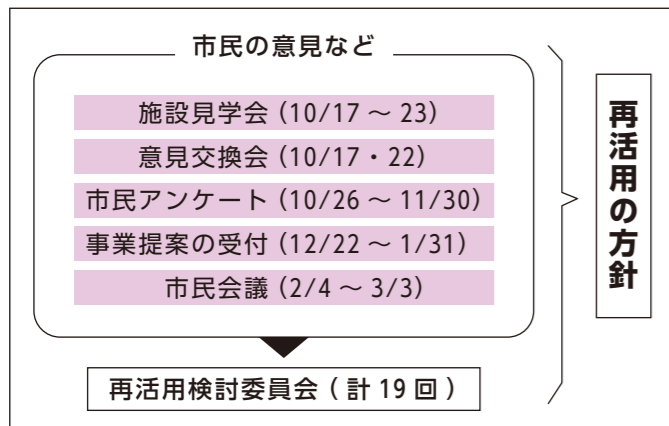 市民の意見など
施設見学会 (10/17 ~ 23)
意見交換会 (10/17・22)
市民アンケート (10/26 ~ 11/30)
事業提案の受付 (12/22 ~ 1/31)
市民会議 (2/4 ~ 3/3)
再活用検討委員会 ( 計 19 回 )
再活用の方針